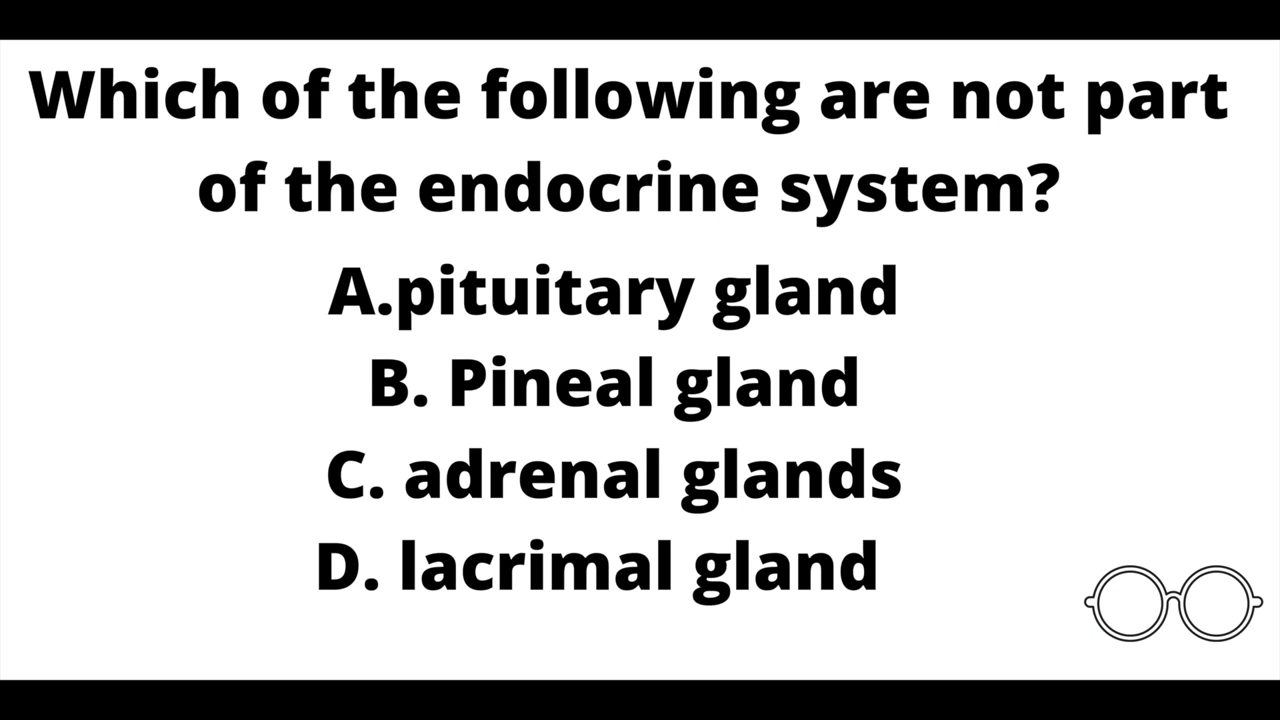 Which of the following are not part
of the endocrine system?
A.pituitary gland
B. Pineal gland
C. adrenal glands
D. lacrimal gland